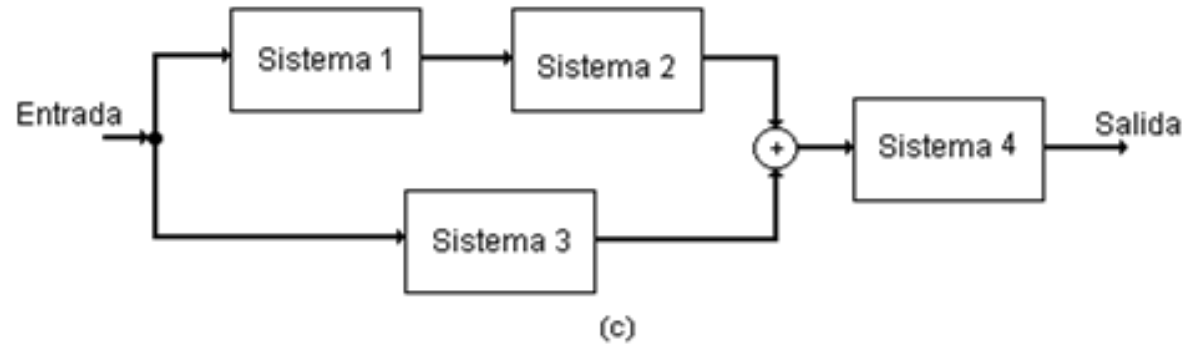 Entrada
Sistema 1
Sistema 2
Sistema 3
+
Sistema 4
Salida
(c)